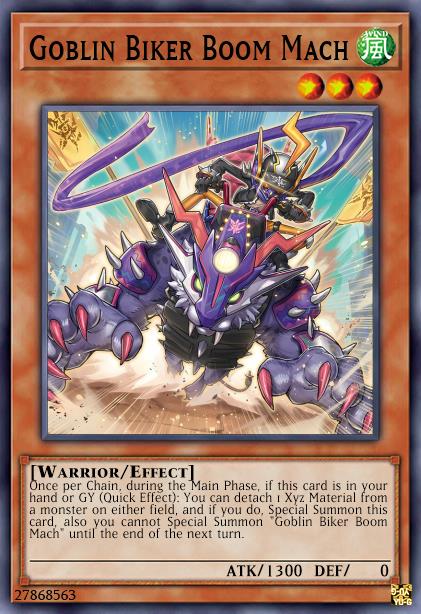 Goblin Biker Boom Mach
WIND
風
[Warrior/Effect]
Once per Chain, during the Main Phase, if this card is in your
hand or GY (Quick Effect): You can detach 1 Xyz Material from
a monster on either field, and if you do, Special Summon this
card, also you cannot Special Summon "Goblin Biker Boom
Mach" until the end of the next turn.
ATK/1300 DEF/ 0
27868563